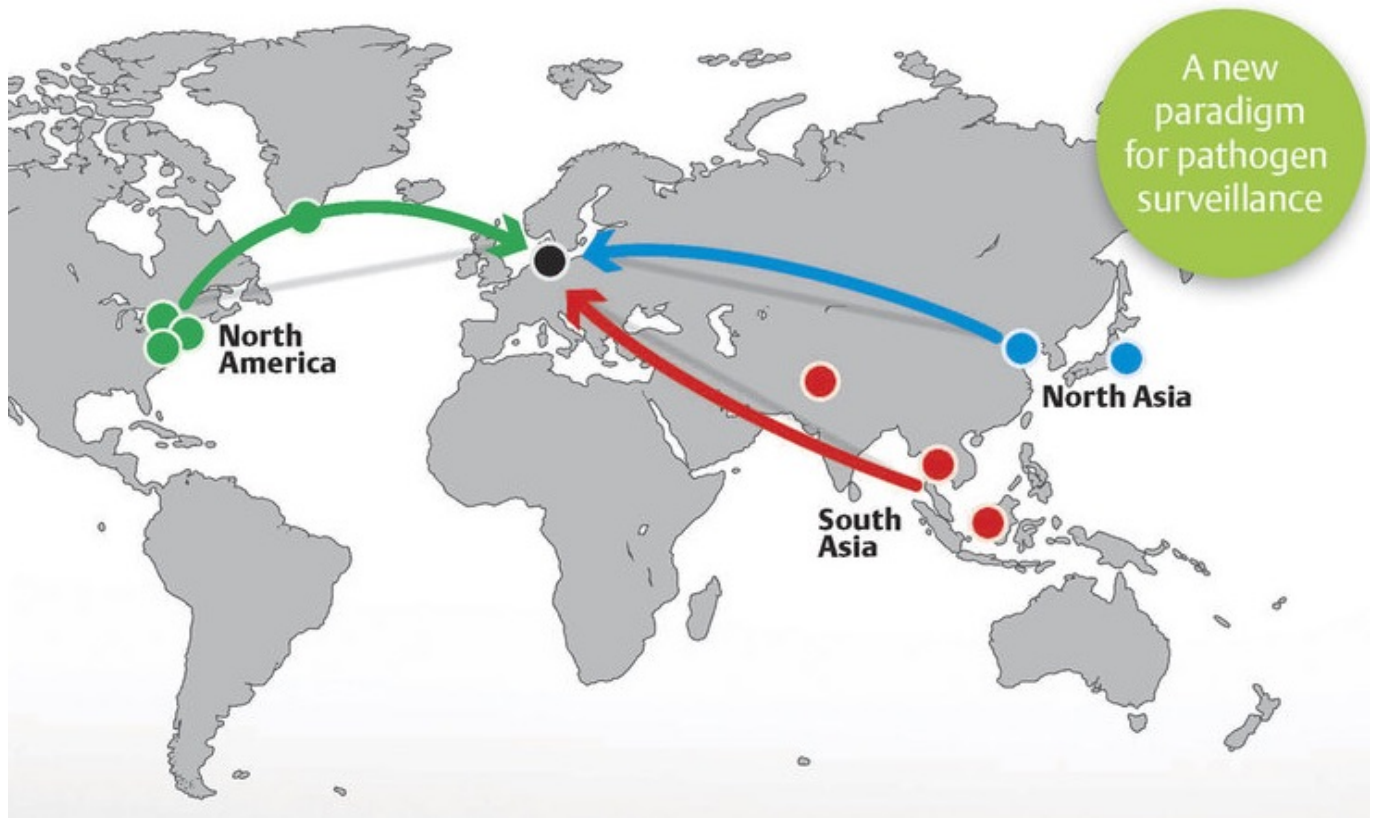 A new
paradigm
for pathogen
surveillance
North
America
North Asia
South
Asia